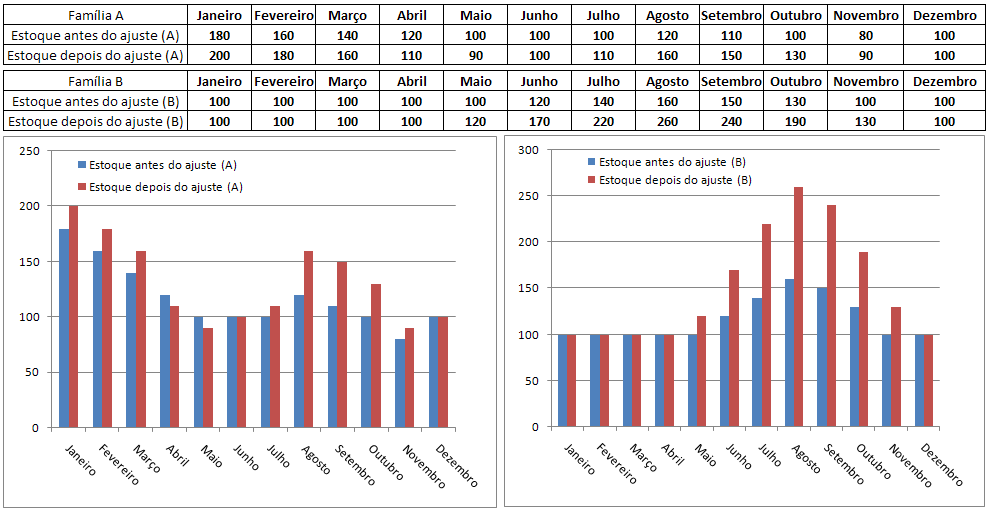 Família A Janeiro Fevereiro Março Abril Maio Junho Julho Agosto Setembro Outubro Novembro Dezembro
Estoque antes do ajuste (A) 180 160 140 120 100 100 100 120 110 100 80 100
Estoque depois do ajuste (A) 200 180 160 110 90 100 110 160 150 130 90 100
Família B Janeiro Fevereiro Março Abril Maio Junho Julho Agosto Setembro Outubro Novembro Dezembro
Estoque antes do ajuste (B) 100 100 100 100 100 120 140 160 150 130 100 100
Estoque depois do ajuste (B) 100 100 100 100 120 170 220 260 240 190 130 100
250
200
150
100
50
0
Estoque antes do ajuste (A)
Estoque depois do ajuste (A)
Janeiro Fevereiro Março Abril Maio Junho Julho Agosto Setembro Outubro Novembro Dezembro
300
250
200
150
100
50
0
Estoque antes do ajuste (B)
Estoque depois do ajuste (B)
Janeiro Fevereiro Março Abril Maio Junho Julho Agosto Setembro Outubro Novembro Dezembro